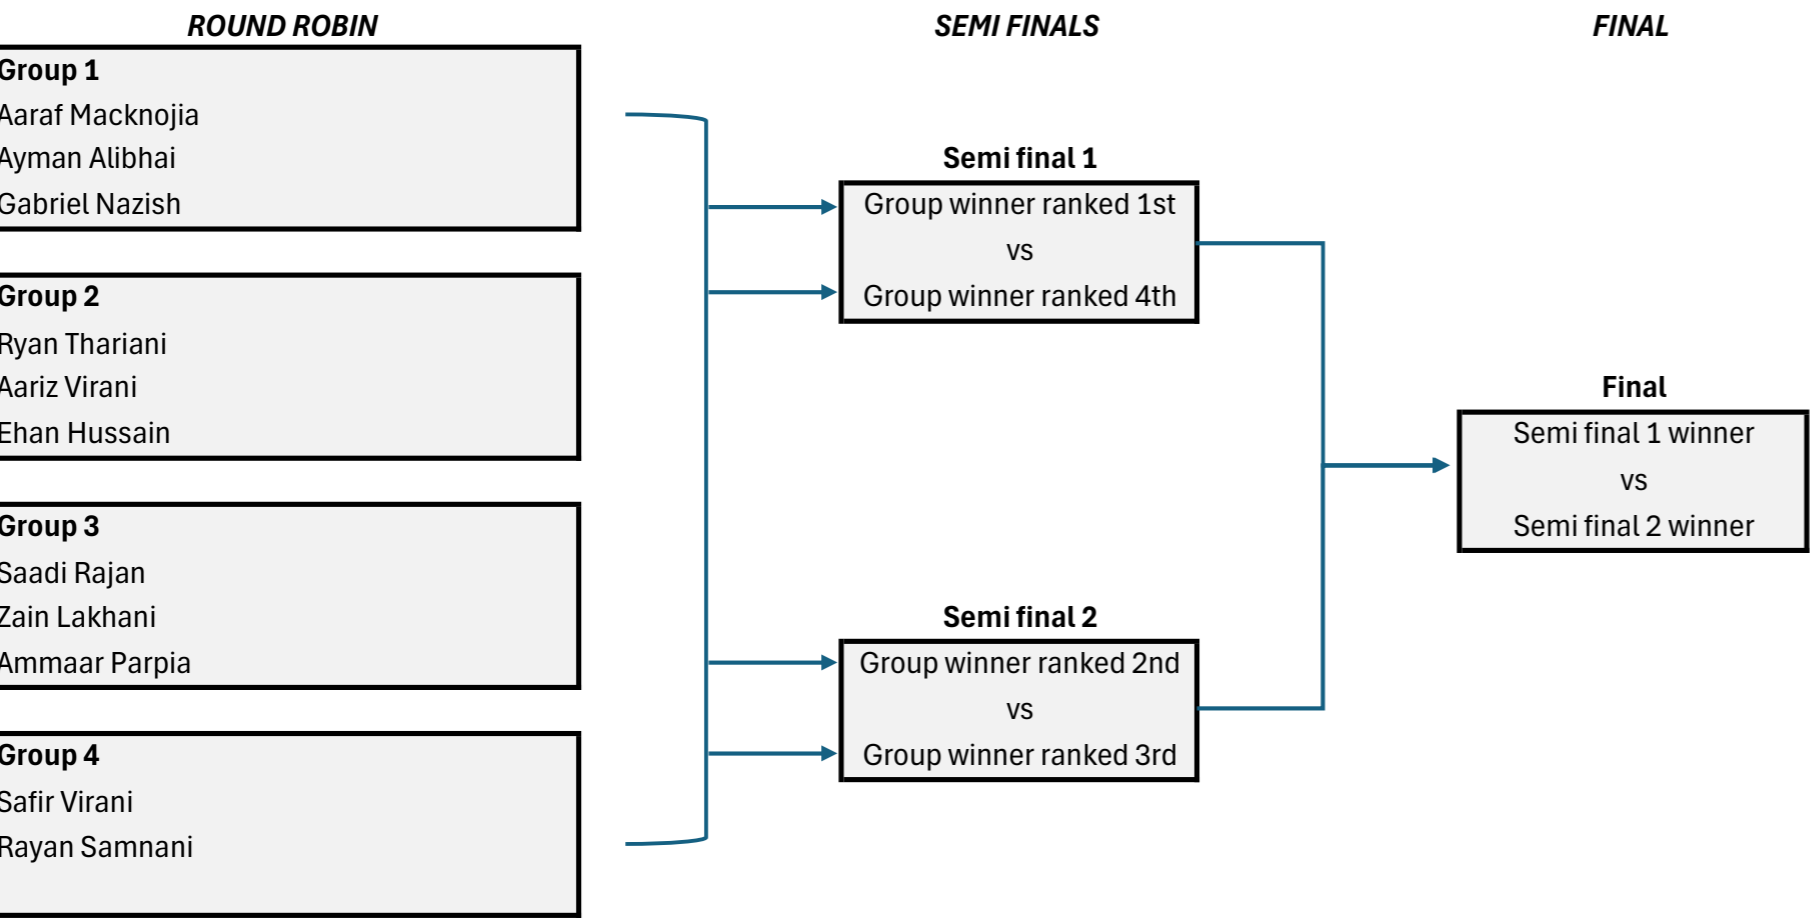 ROUND ROBIN
Group 1
Aaraf Macknojia
Ayman Alibhai
Gabriel Nazish
Group 2
Ryan Thariani
Aariz Virani
Ehan Hussain
Group 3
Saadi Rajan
Zain Lakhani
Ammaar Parpia
Group 4
Safir Virani
Rayan Samnani
SEMI FINALS
Semi final 1
Group winner ranked 1st
vs
Group winner ranked 4th
Semi final 2
Group winner ranked 2nd
vs
Group winner ranked 3rd
FINAL
Final
Semi final 1 winner
vs
Semi final 2 winner